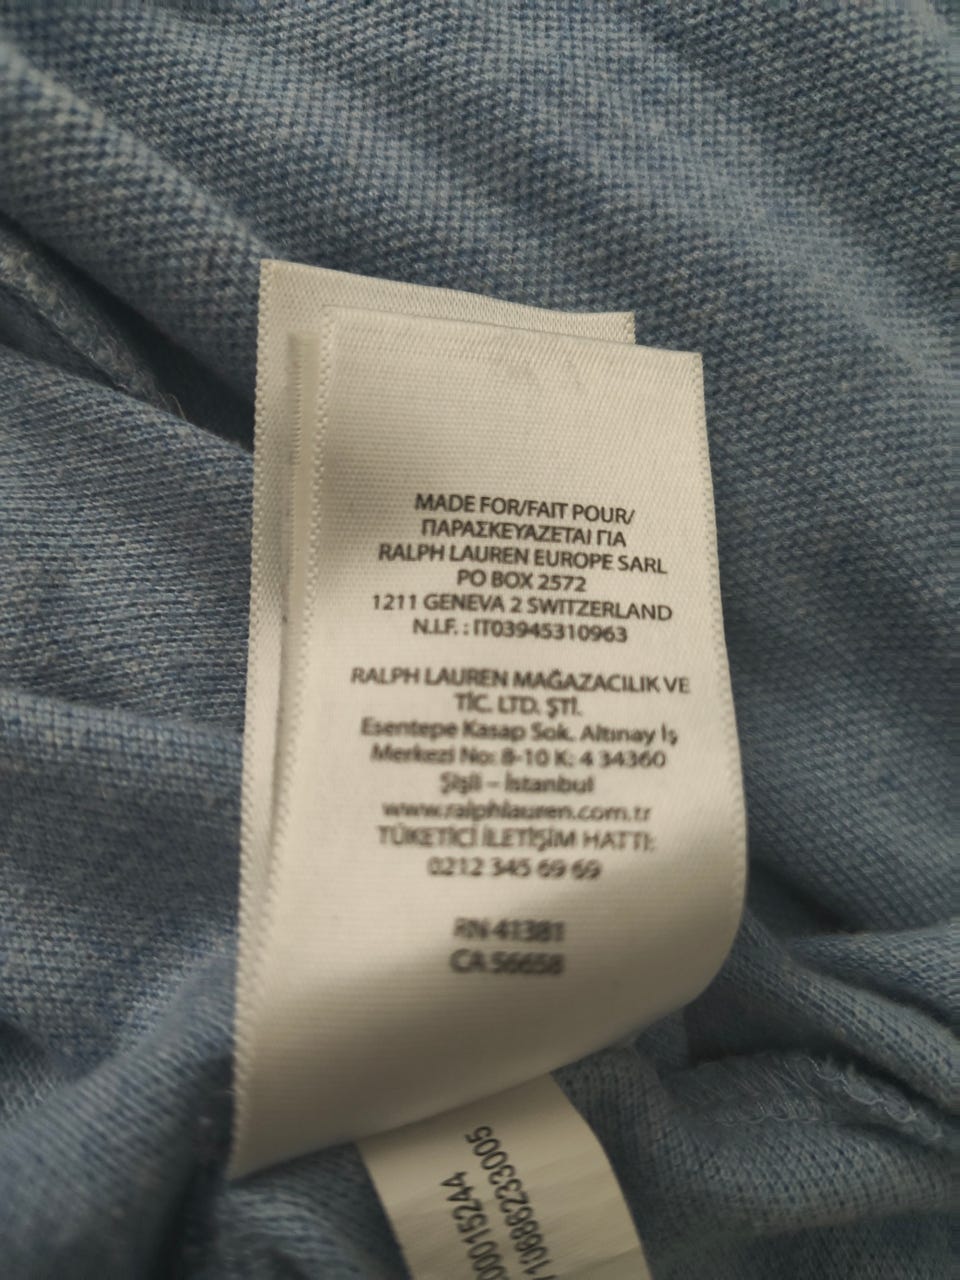 MADE FOR/FAIT POUR/
ΠΑΡΑΣΚΕΥΑΖΕΤΑΙ ΓΙΑ
RALPH LAUREN EUROPE SARL
PO BOX 2572
1211 GENEVA 2 SWITZERLAND
N.I.F. : IT03945310963
RALPH LAUREN MAĞAZACILIK VE
TİC. LTD. ŞTİ.
Esentepe Kasap Sok. Altınay İş
Merkezi No: 8-10 K: 4 34360
Şişli – İstanbul
www.ralphlauren.com.tr
TÜKETİCİ İLETİŞİM HATTI:
0212 345 69 69
RN 41381
CA 56658